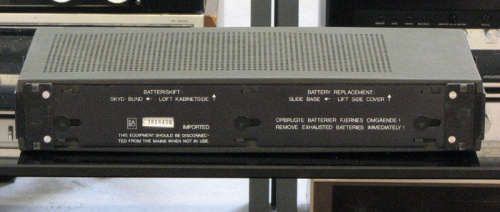 BATTERISKIFT:
SKYD BUND ← LOFT KABINETSIDE ↑
BATTERY REPLACEMENT:
SLIDE BASE ← LIFT SIDE COVER ↑
IMPORTED
THIS EQUIPMENT SHOULD BE DISCONNEC-
TED FROM THE MAINS WHEN NOT IN USE.
OPBRUGTE BATTERIER FJERNES OMGÅENDE!
REMOVE EXHAUSTED BATTERIES IMMEDIATELY!